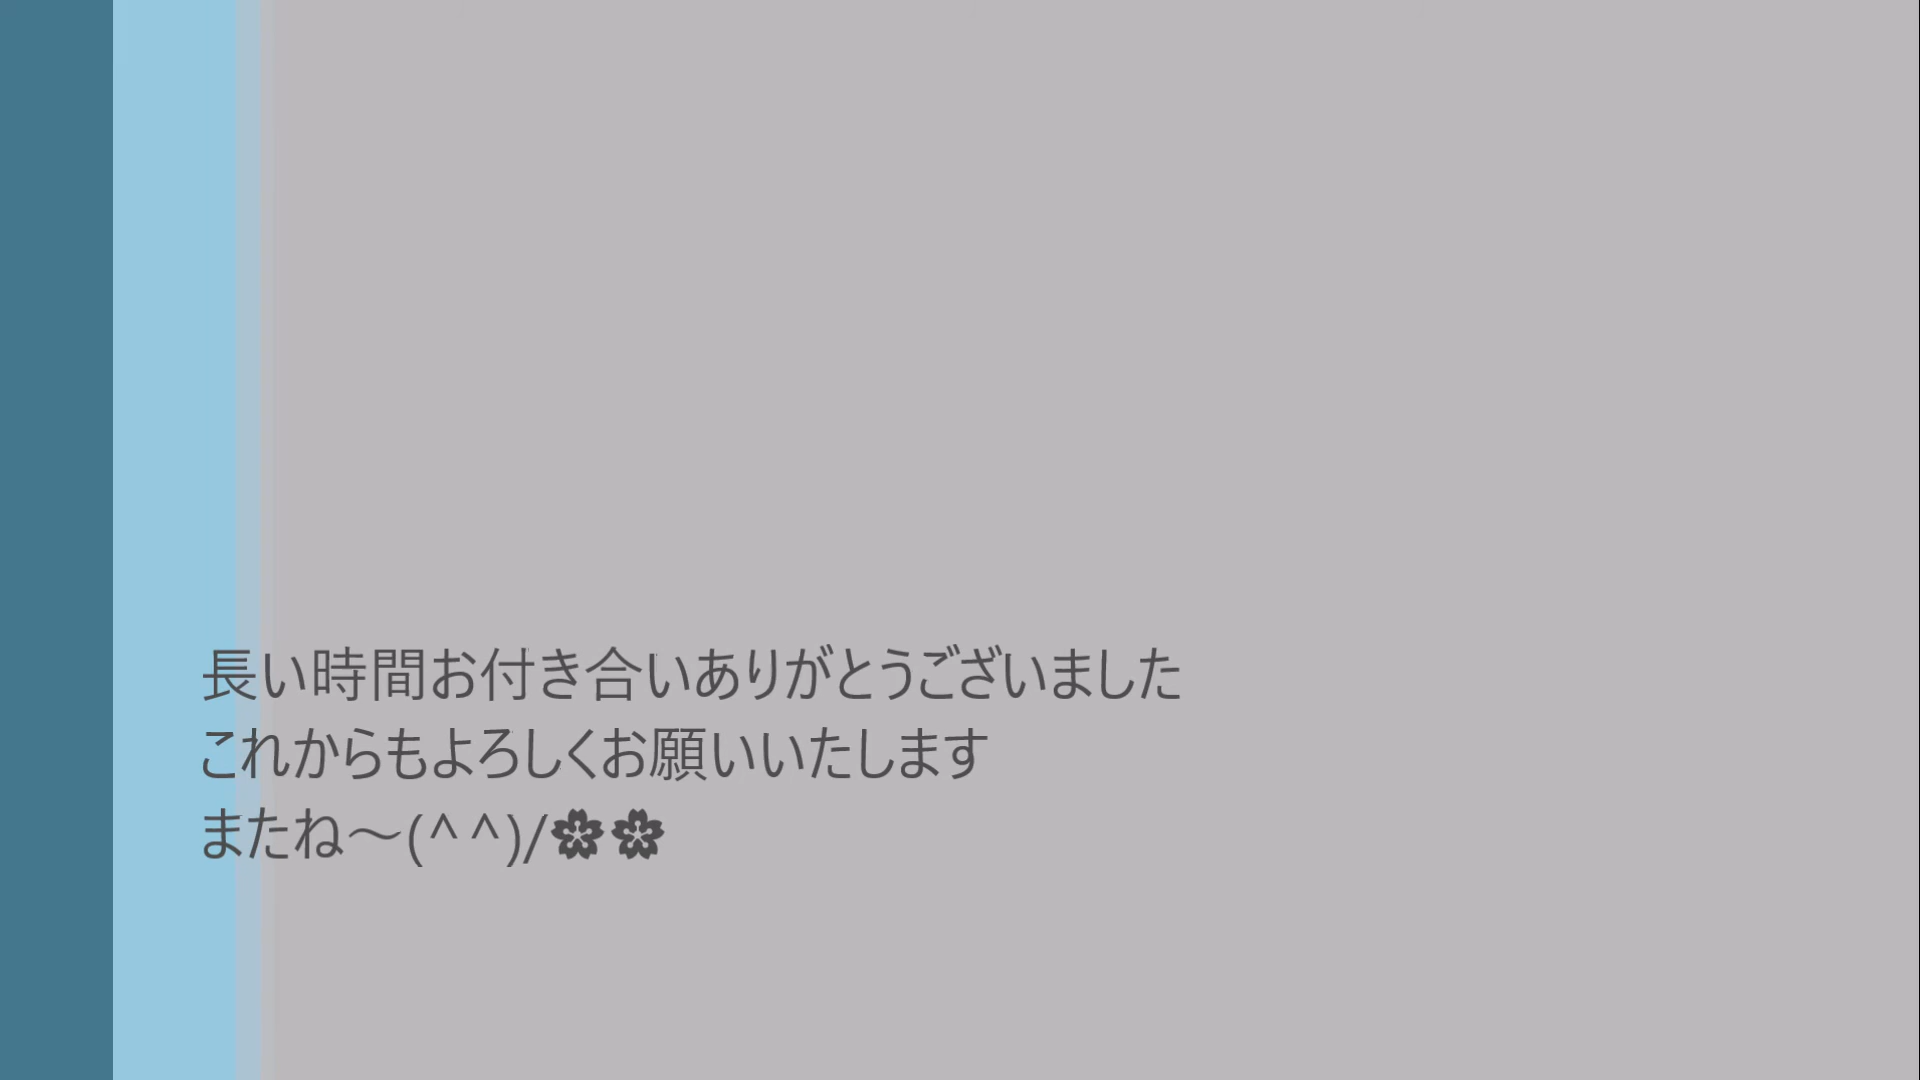 長い時間お付き合いありがとうございました
これからもよろしくお願いいたします
またね～(^ ^)/🌸🌸